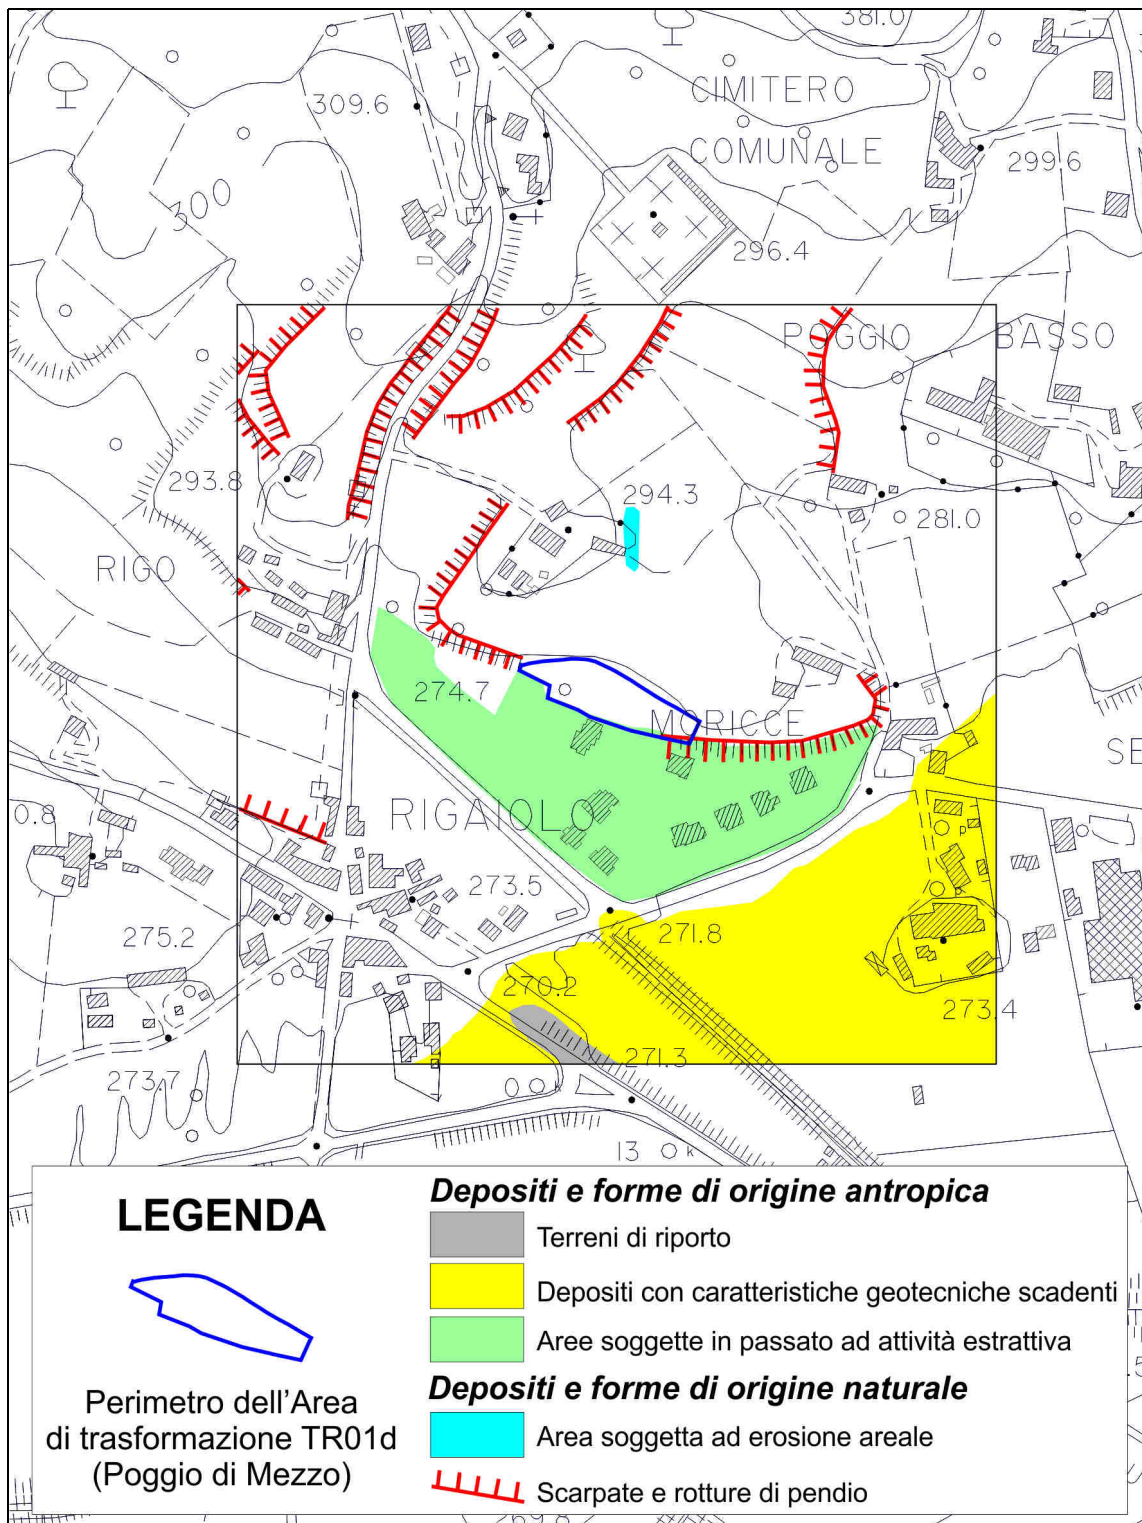 381.0
CIMITERO
309.6
COMUNALE
299.6
300
296.4
POGGIO BASSO
293.8
294.3
281.0
RIGO
274.7
MORICCE
SE
0.8
RIGAIOLO
273.5
275.2
271.8
270.2
273.4
273.7
271.3
13
k
p
LEGENDA
Perimetro dell'Area
di trasformazione TR01d
(Poggio di Mezzo)
Depositi e forme di origine antropica
Terreni di riporto
Depositi con caratteristiche geotecniche scadenti
Aree soggette in passato ad attività estrattiva
Depositi e forme di origine naturale
Area soggetta ad erosione areale
Scarpate e rotture di pendio